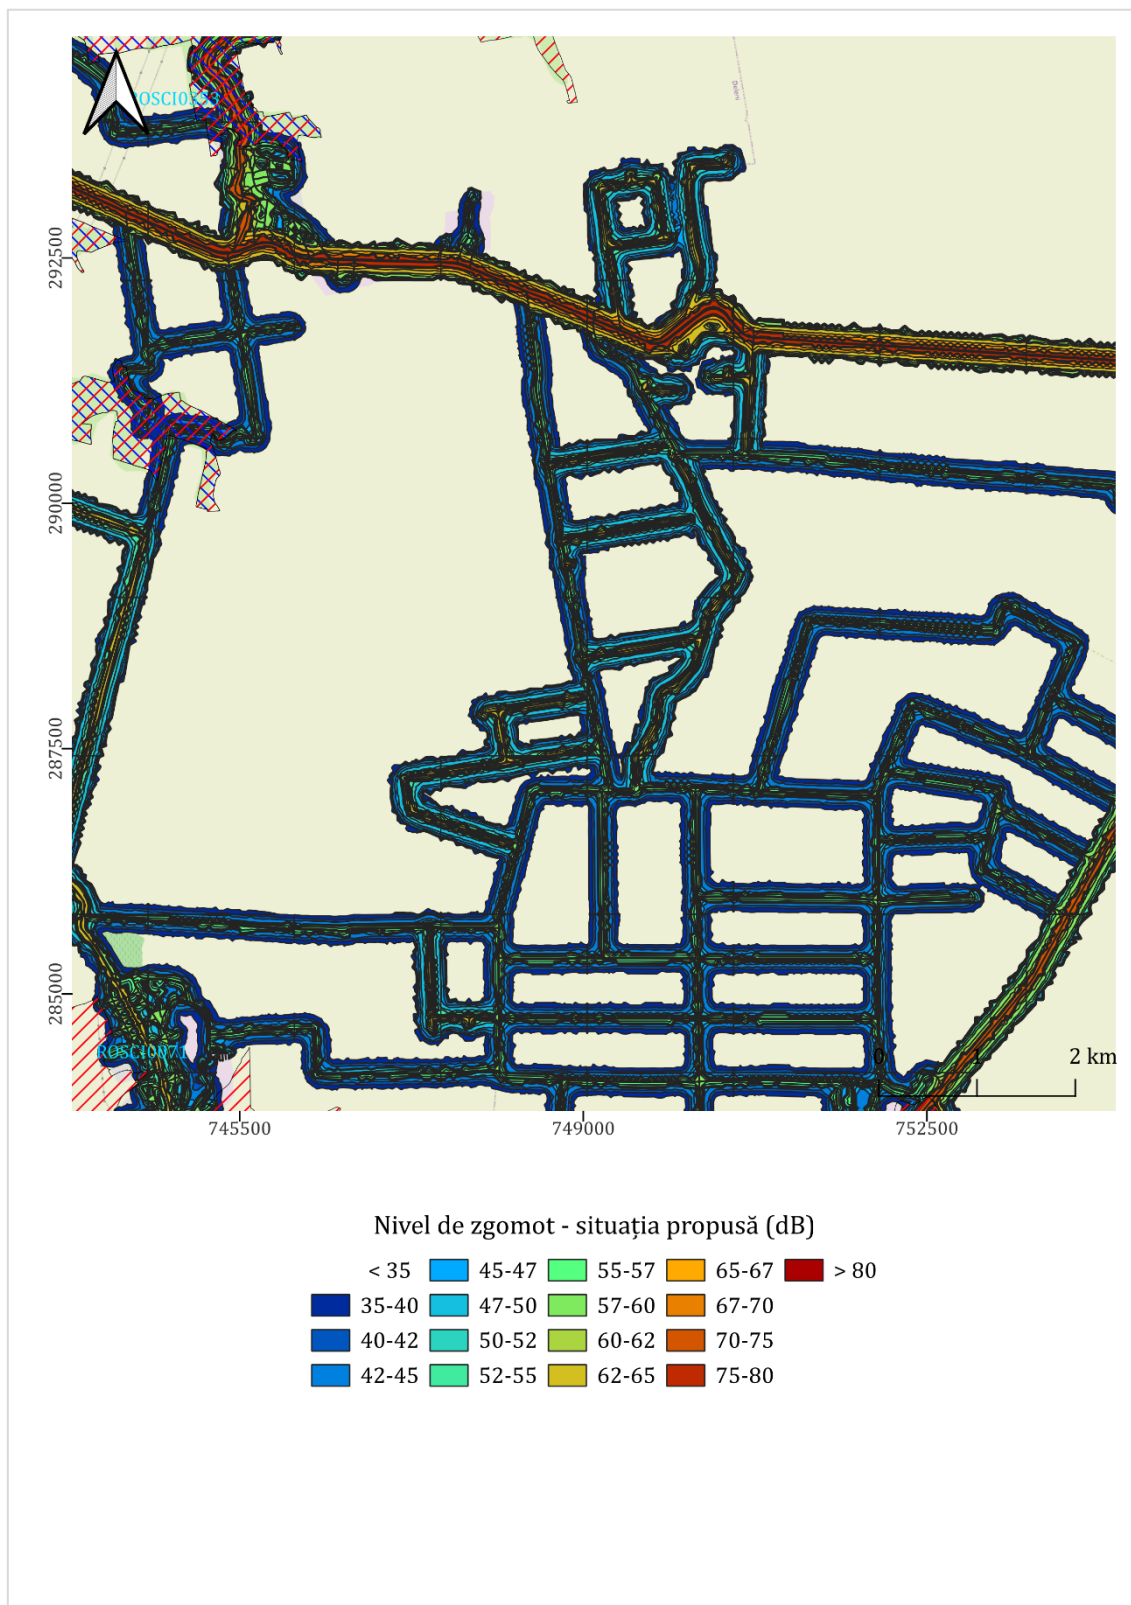 ROSCI0353
Deleni
292500
290000
287500
285000
ROSCI0071
0 1 2 km
745500 749000 752500
Nivel de zgomot - situația propusă (dB)
< 35 45-47 55-57 65-67 > 80
35-40 47-50 57-60 67-70
40-42 50-52 60-62 70-75
42-45 52-55 62-65 75-80